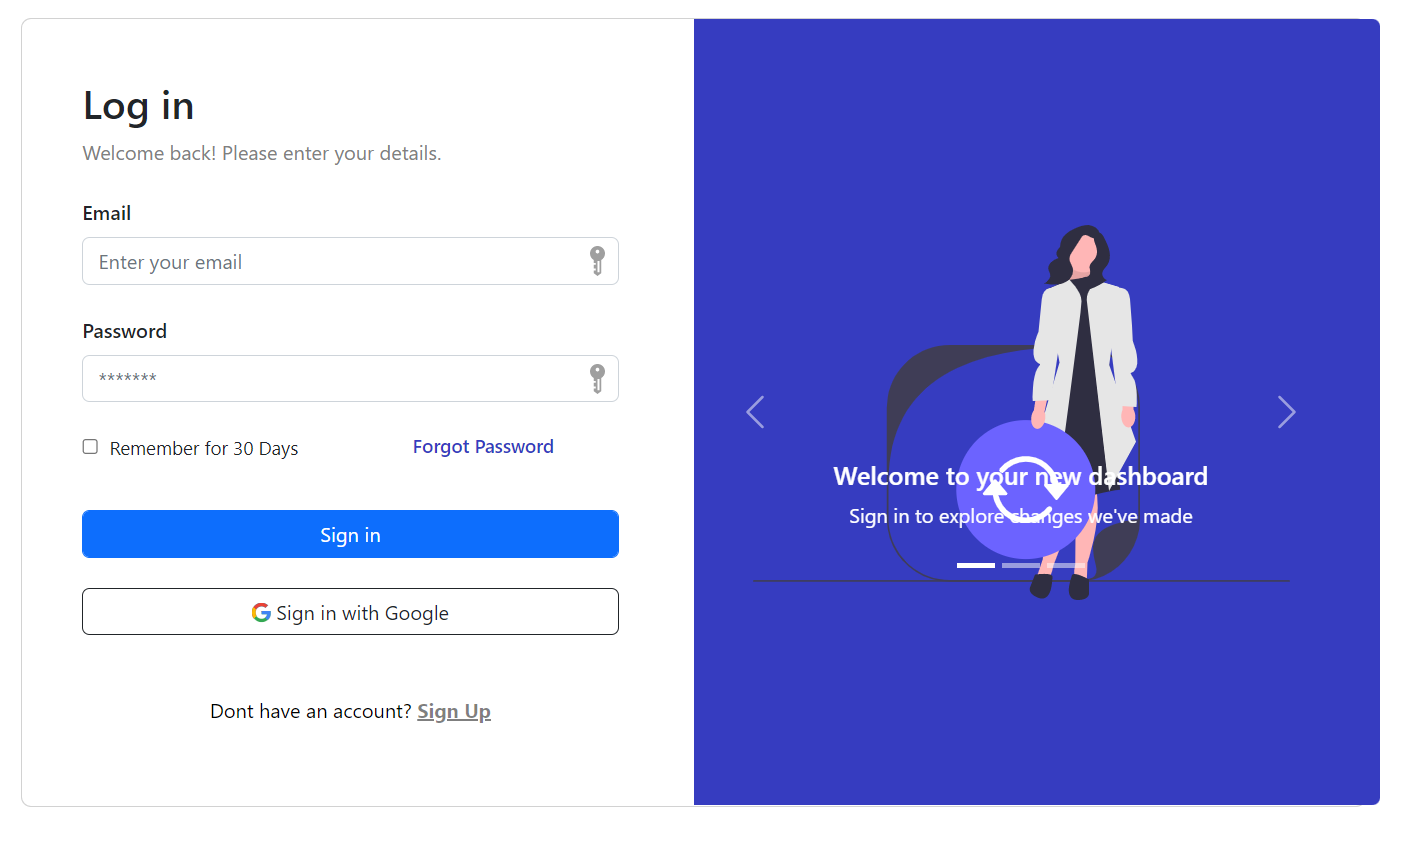 Log in
Welcome back! Please enter your details.
Email
Enter your email
Password
*******
Remember for 30 Days
Forgot Password
Sign in
Sign in with Google
Dont have an account? Sign Up
Welcome to your new dashboard
Sign in to explore changes we've made